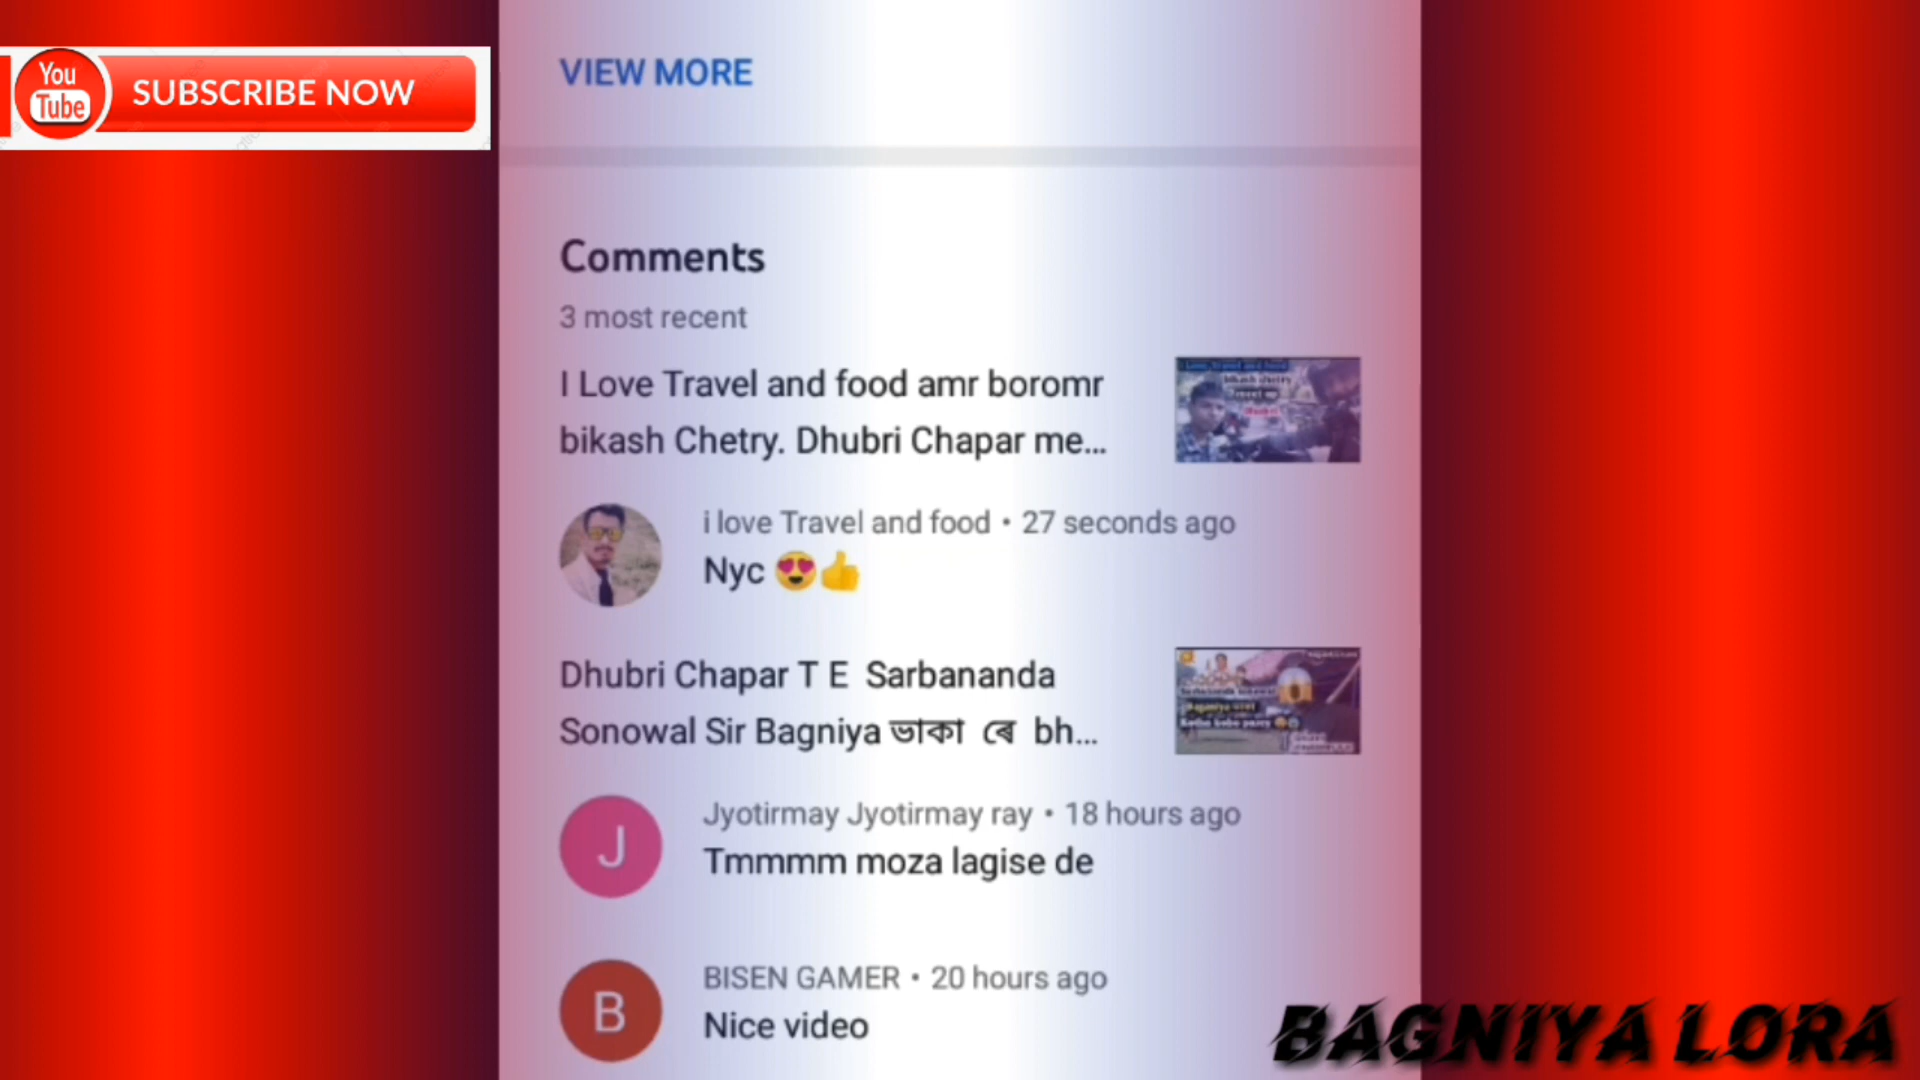 You
Tube
SUBSCRIBE NOW
VIEW MORE
Comments
3 most recent
I Love Travel and food amr boromr
bikash Chetry. Dhubri Chapar me...
i love Travel and food • 27 seconds ago
Nyc 😍👍
Dhubri Chapar T E Sarbananda
Sonowal Sir Bagniya ভাকা ৰে bh...
J
Jyotirmay Jyotirmay ray • 18 hours ago
Tmmmm moza lagise de
B
BISEN GAMER • 20 hours ago
Nice video
BAGNIYA LORA